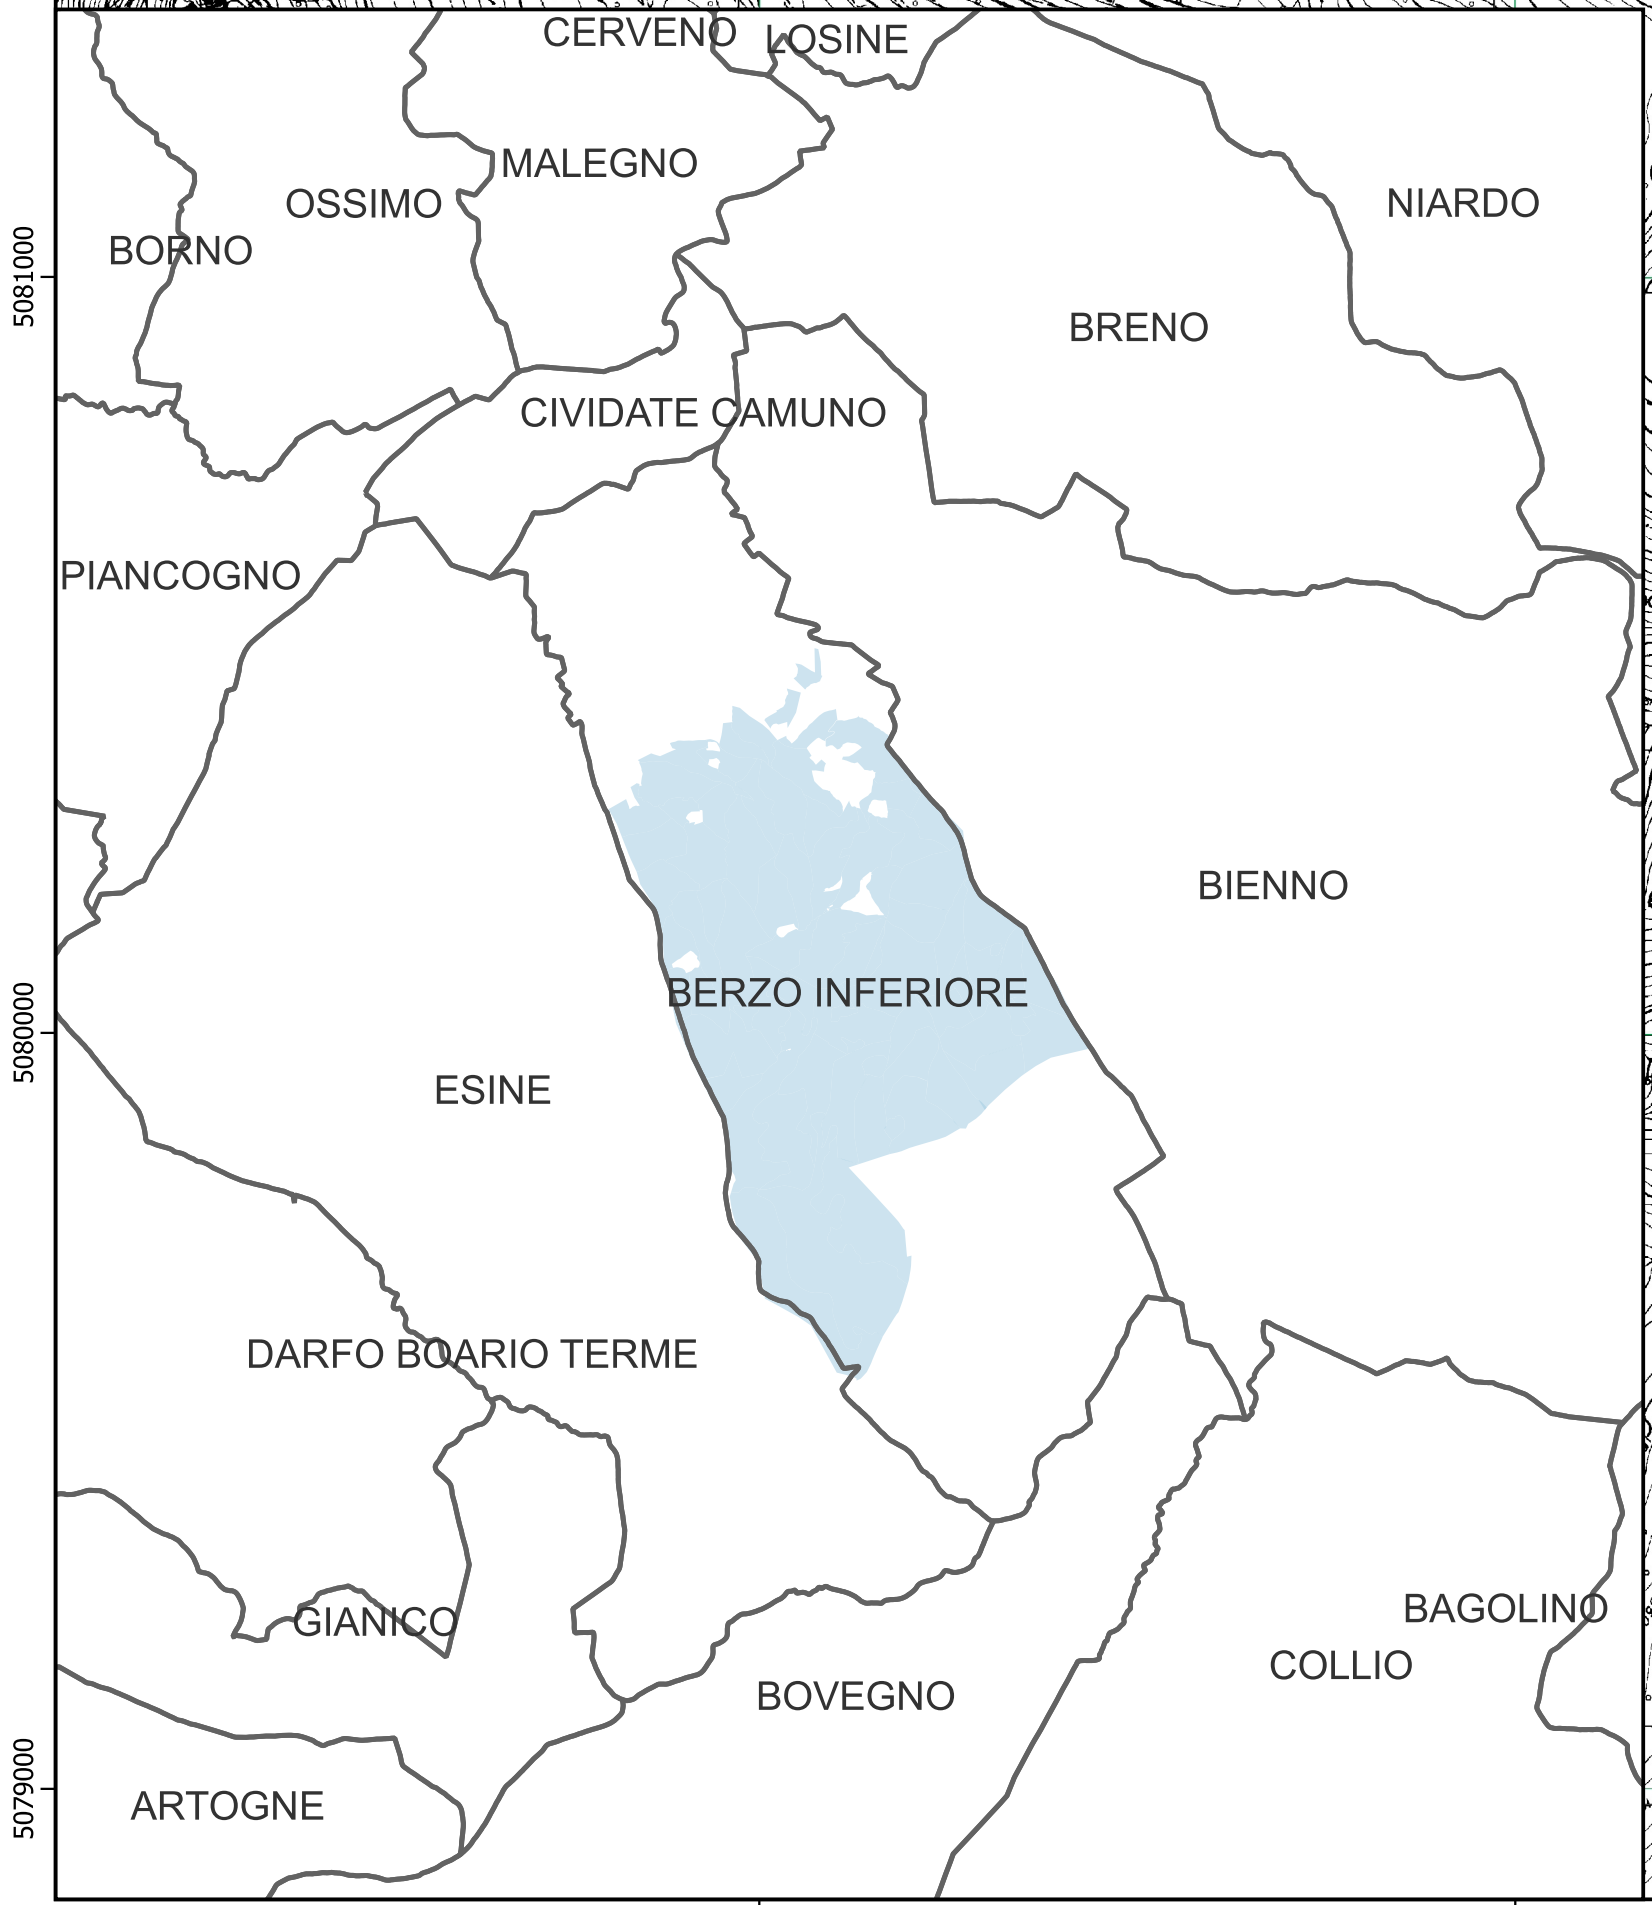 CERVENO
LOSINE
MALEGNO
OSSIMO
NIARDO
BORNO
5081000
BRENO
CIVIDATE CAMUNO
PIANCOGNO
BIENNO
BERZO INFERIORE
5080000
ESINE
DARFO BOARIO TERME
BAGOLINO
GIANICO
COLLIO
BOVEGNO
5079000
ARTOGNE